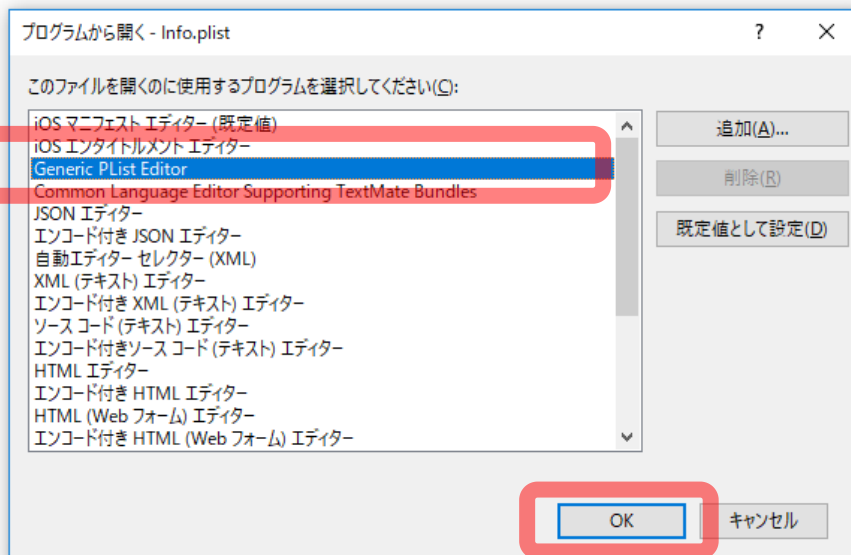 プログラムから開く - Info.plist
このファイルを開くのに使用するプログラムを選択してください(C):
iOS マニフェスト エディター (既定値)
iOS エンタイトルメント エディター
Generic PList Editor
Common Language Editor Supporting TextMate Bundles
JSON エディター
エンコード付き JSON エディター
自動エディター セレクター (XML)
XML (テキスト) エディター
エンコード付き XML (テキスト) エディター
ソース コード (テキスト) エディター
エンコード付きソース コード (テキスト) エディター
HTML エディター
エンコード付き HTML エディター
HTML (Web フォーム) エディター
エンコード付き HTML (Web フォーム) エディター
追加(A)...
削除(R)
既定値として設定(D)
OK
キャンセル